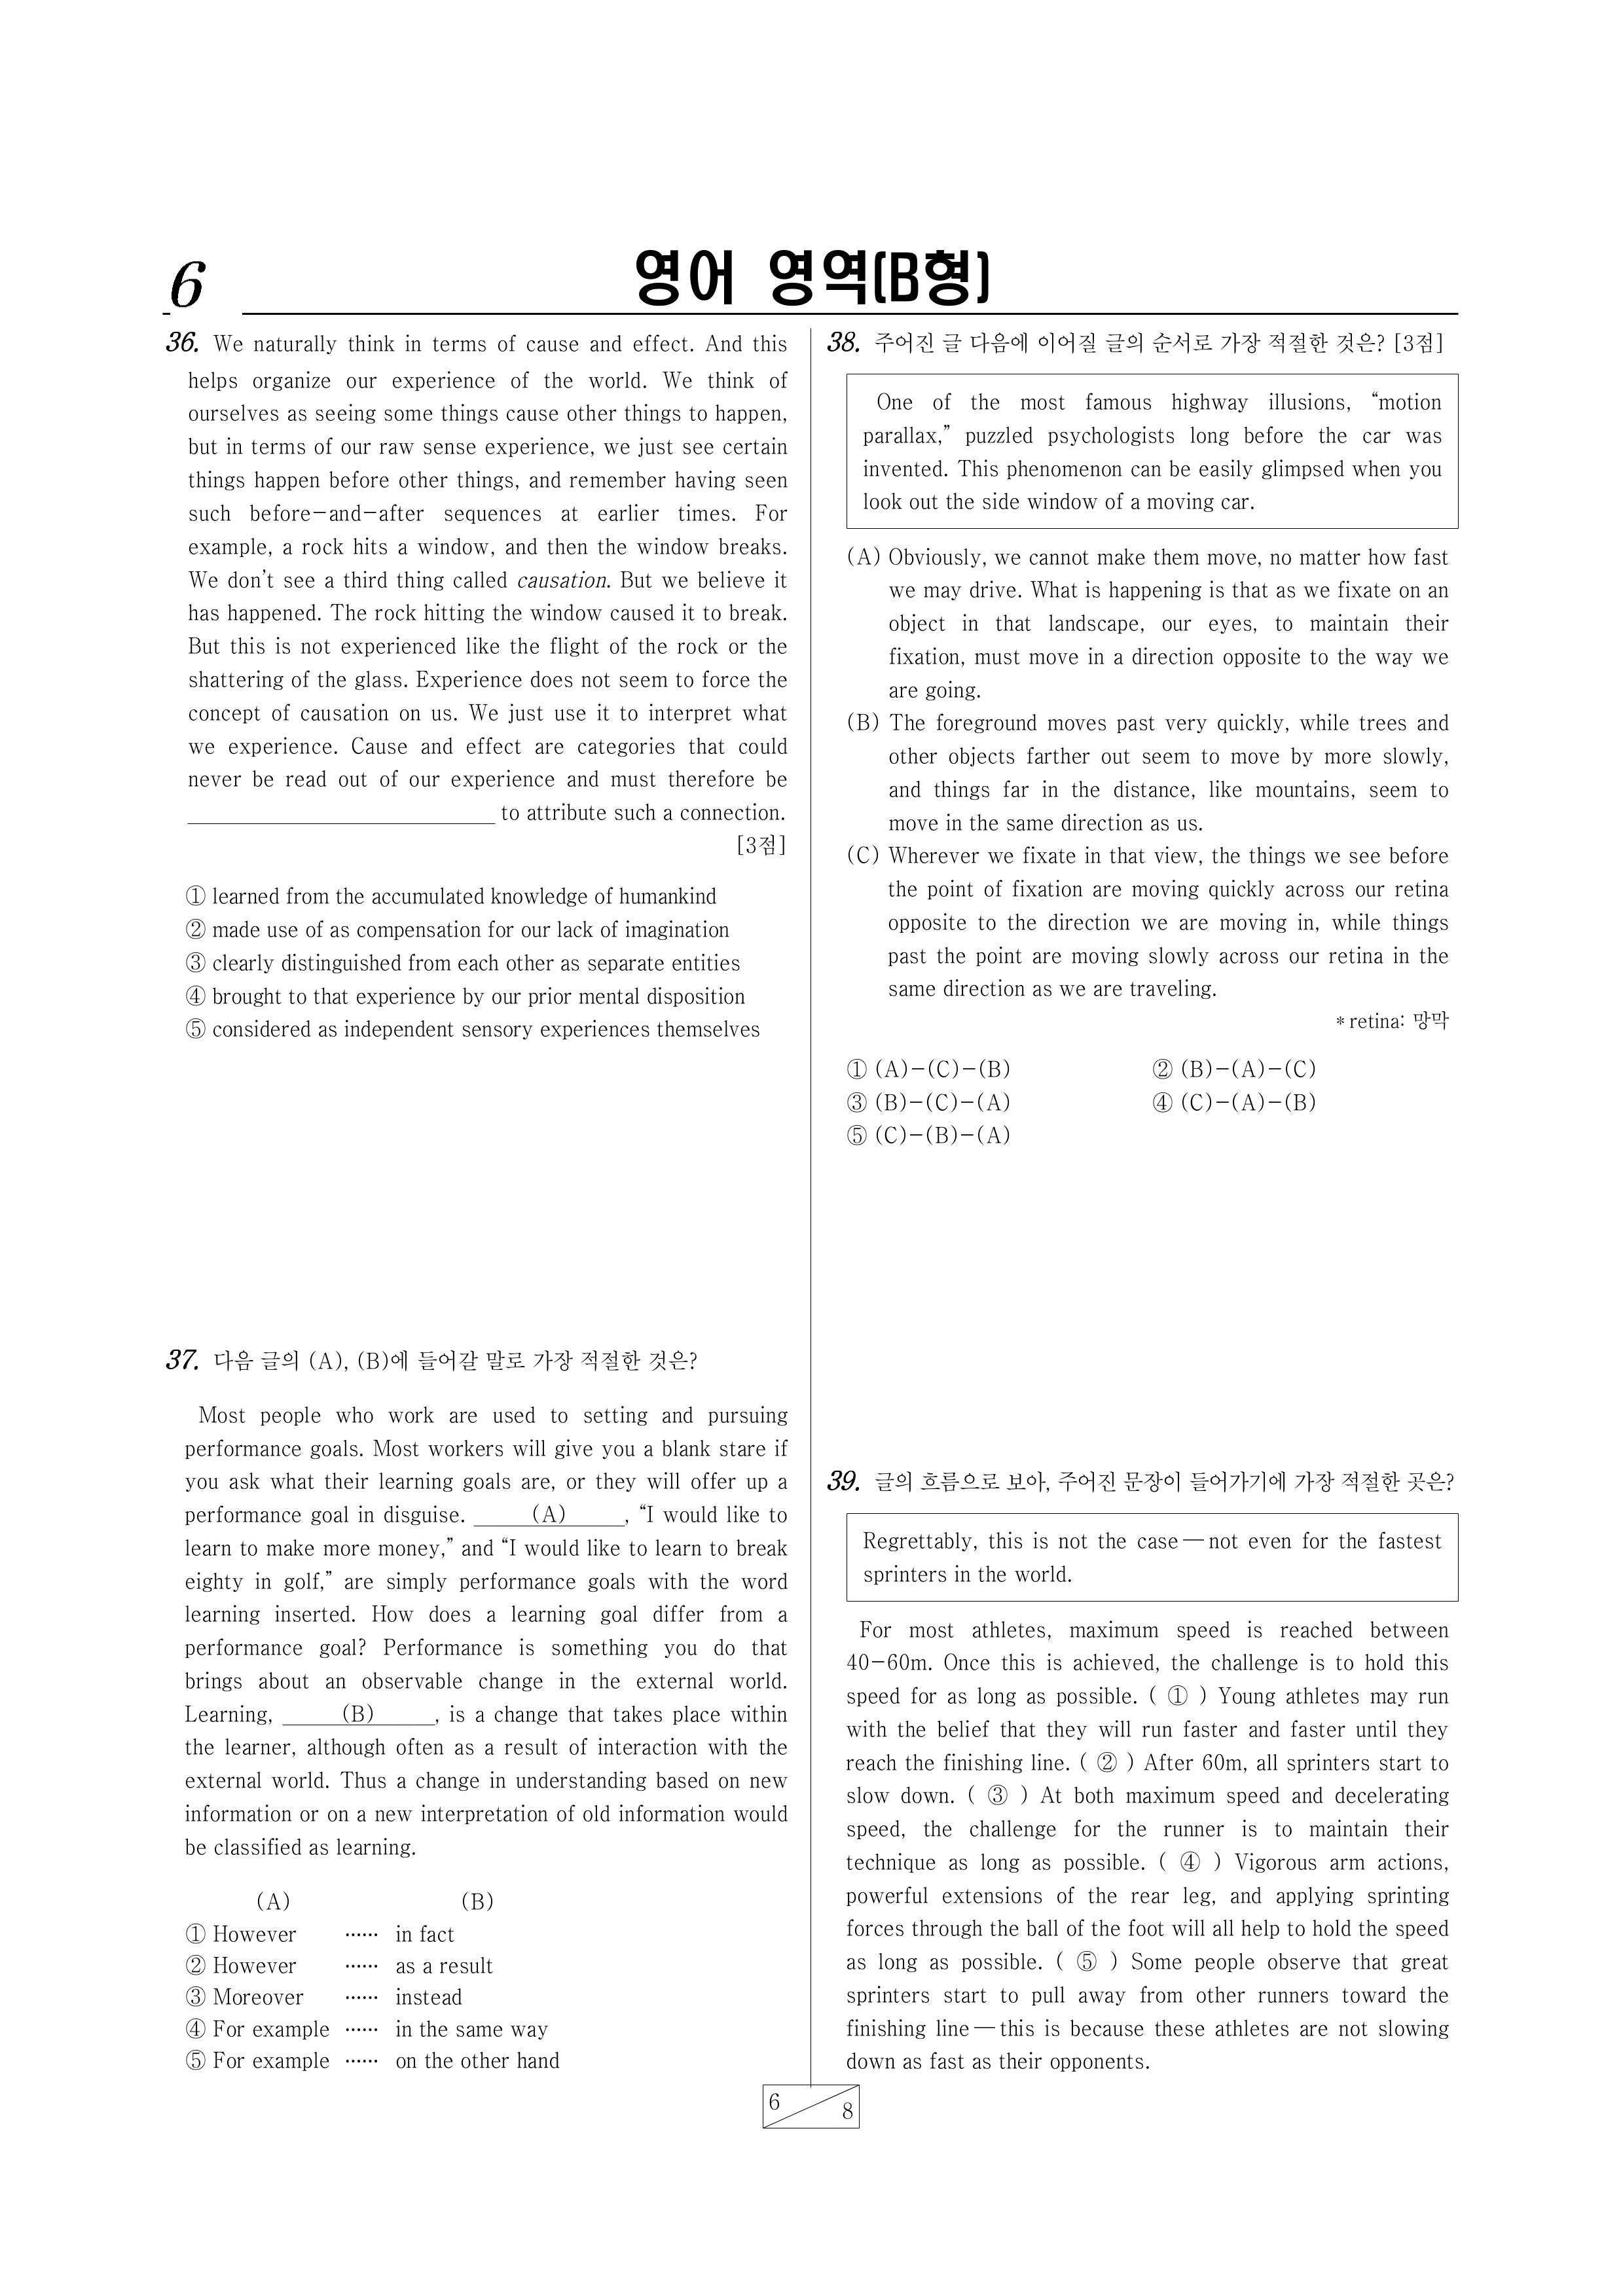 6
영어 영역(B형)
36. We naturally think in terms of cause and effect. And this
helps organize our experience of the world. We think of
ourselves as seeing some things cause other things to happen,
but in terms of our raw sense experience, we just see certain
things happen before other things, and remember having seen
such before-and-after sequences at earlier times. For
example, a rock hits a window, and then the window breaks.
We don't see a third thing called causation. But we believe it
has happened. The rock hitting the window caused it to break.
But this is not experienced like the flight of the rock or the
shattering of the glass. Experience does not seem to force the
concept of causation on us. We just use it to interpret what
we experience. Cause and effect are categories that could
never be read out of our experience and must therefore be
____________________ to attribute such a connection.
[3점]
① learned from the accumulated knowledge of humankind
② made use of as compensation for our lack of imagination
③ clearly distinguished from each other as separate entities
④ brought to that experience by our prior mental disposition
⑤ considered as independent sensory experiences themselves
37. 다음 글의 (A), (B)에 들어갈 말로 가장 적절한 것은?
Most people who work are used to setting and pursuing
performance goals. Most workers will give you a blank stare if
you ask what their learning goals are, or they will offer up a
performance goal in disguise. ____(A)____, “I would like to
learn to make more money,” and “I would like to learn to break
eighty in golf,” are simply performance goals with the word
learning inserted. How does a learning goal differ from a
performance goal? Performance is something you do that
brings about an observable change in the external world.
Learning, ____(B)____, is a change that takes place within
the learner, although often as a result of interaction with the
external world. Thus a change in understanding based on new
information or on a new interpretation of old information would
be classified as learning.
(A) (B)
① However …… in fact
② However …… as a result
③ Moreover …… instead
④ For example …… in the same way
⑤ For example …… on the other hand
38. 주어진 글 다음에 이어질 글의 순서로 가장 적절한 것은? [3점]
One of the most famous highway illusions, “motion
parallax,” puzzled psychologists long before the car was
invented. This phenomenon can be easily glimpsed when you
look out the side window of a moving car.
(A) Obviously, we cannot make them move, no matter how fast
we may drive. What is happening is that as we fixate on an
object in that landscape, our eyes, to maintain their
fixation, must move in a direction opposite to the way we
are going.
(B) The foreground moves past very quickly, while trees and
other objects farther out seem to move by more slowly,
and things far in the distance, like mountains, seem to
move in the same direction as us.
(C) Wherever we fixate in that view, the things we see before
the point of fixation are moving quickly across our retina
opposite to the direction we are moving in, while things
past the point are moving slowly across our retina in the
same direction as we are traveling.
* retina: 망막
① (A)-(C)-(B) ② (B)-(A)-(C)
③ (B)-(C)-(A) ④ (C)-(A)-(B)
⑤ (C)-(B)-(A)
39. 글의 흐름으로 보아, 주어진 문장이 들어가기에 가장 적절한 곳은?
Regrettably, this is not the case — not even for the fastest
sprinters in the world.
For most athletes, maximum speed is reached between
40-60m. Once this is achieved, the challenge is to hold this
speed for as long as possible. ( ① ) Young athletes may run
with the belief that they will run faster and faster until they
reach the finishing line. ( ② ) After 60m, all sprinters start to
slow down. ( ③ ) At both maximum speed and decelerating
speed, the challenge for the runner is to maintain their
technique as long as possible. ( ④ ) Vigorous arm actions,
powerful extensions of the rear leg, and applying sprinting
forces through the ball of the foot will all help to hold the speed
as long as possible. ( ⑤ ) Some people observe that great
sprinters start to pull away from other runners toward the
finishing line — this is because these athletes are not slowing
down as fast as their opponents.
6
8